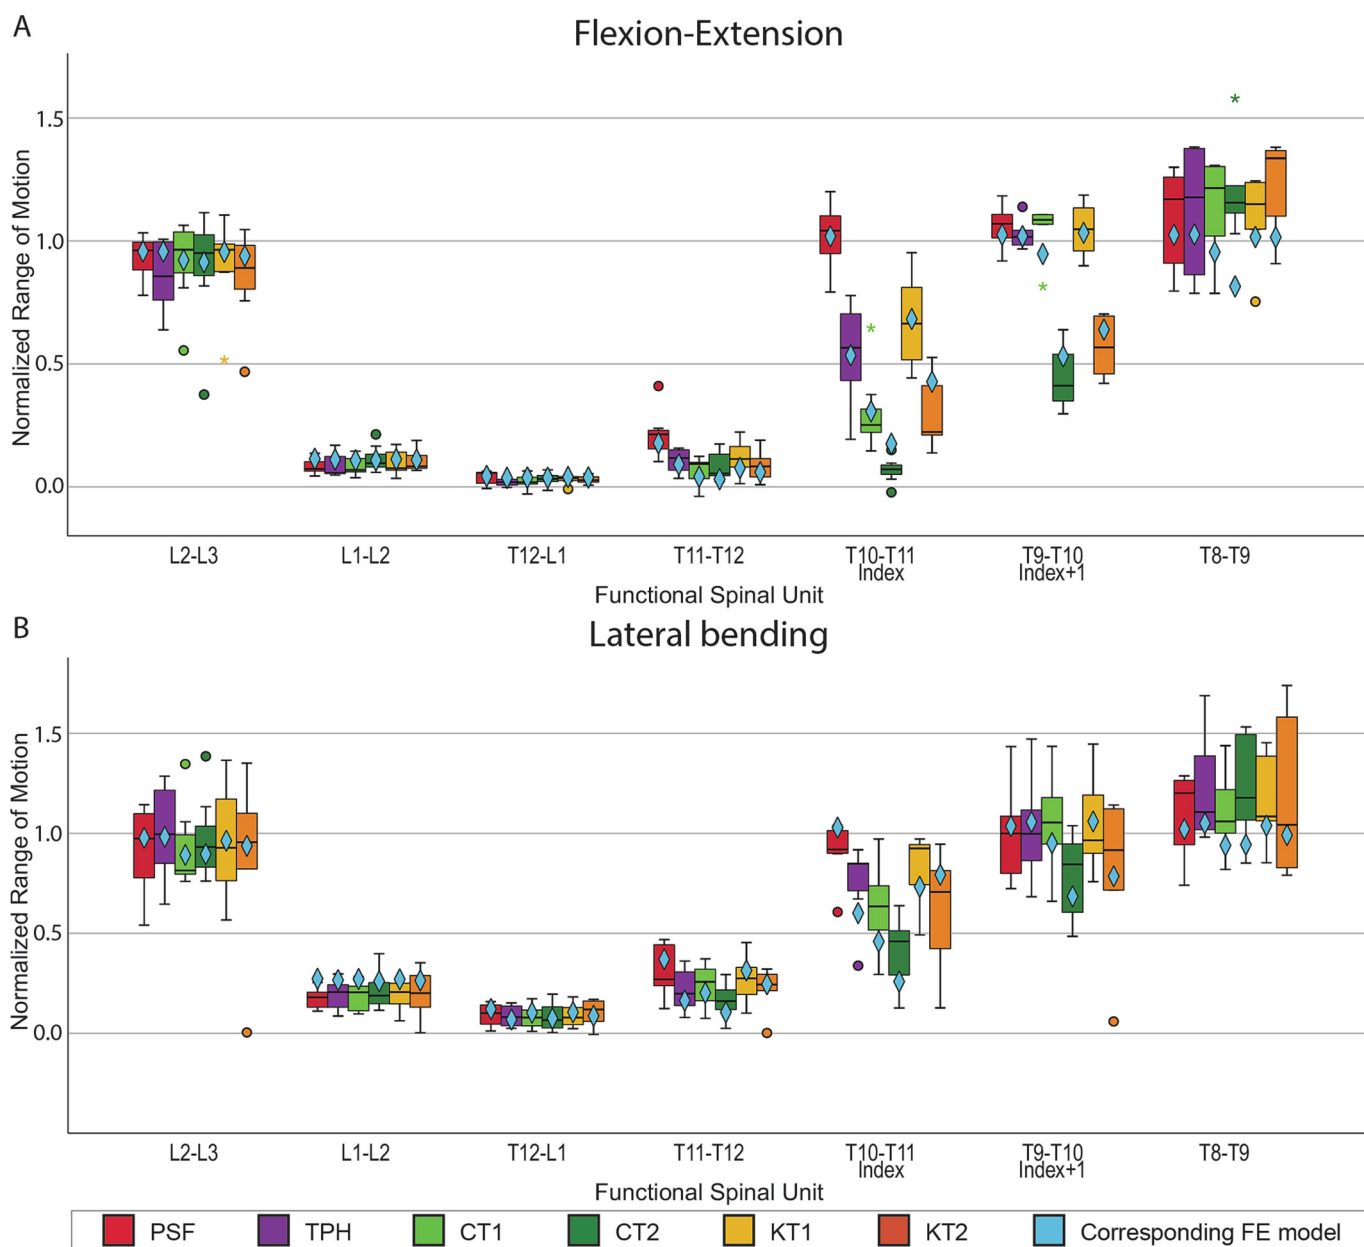 A
Flexion-Extension
Normalized Range of Motion
1.5
1.0
0.5
0.0
L2-L3 L1-L2 T12-L1 T11-T12 T10-T11 T9-T10 T8-T9
Index Index+1
Functional Spinal Unit
B
Lateral bending
Normalized Range of Motion
1.5
1.0
0.5
0.0
L2-L3 L1-L2 T12-L1 T11-T12 T10-T11 T9-T10 T8-T9
Index Index+1
Functional Spinal Unit
PSF TPH CT1 CT2 KT1 KT2 Corresponding FE model